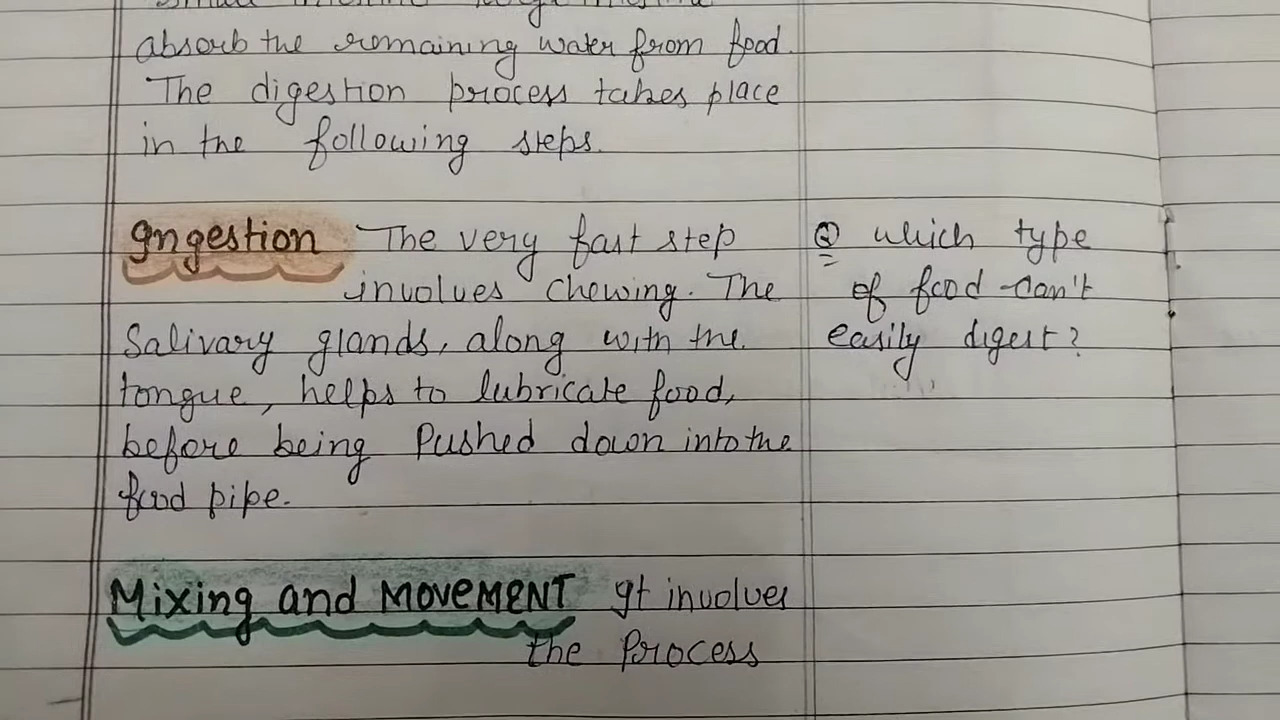 absorb the remaining water from food.
The digestion process takes place
in the following steps.
Ingestion The very fast step
involves chewing. The
Salivary glands, along with the
tongue, helps to lubricate food,
before being Pushed down into the
food pipe.
Mixing and MOVEMENT It involves
the Process
Q which type
of food don't
easily digest?